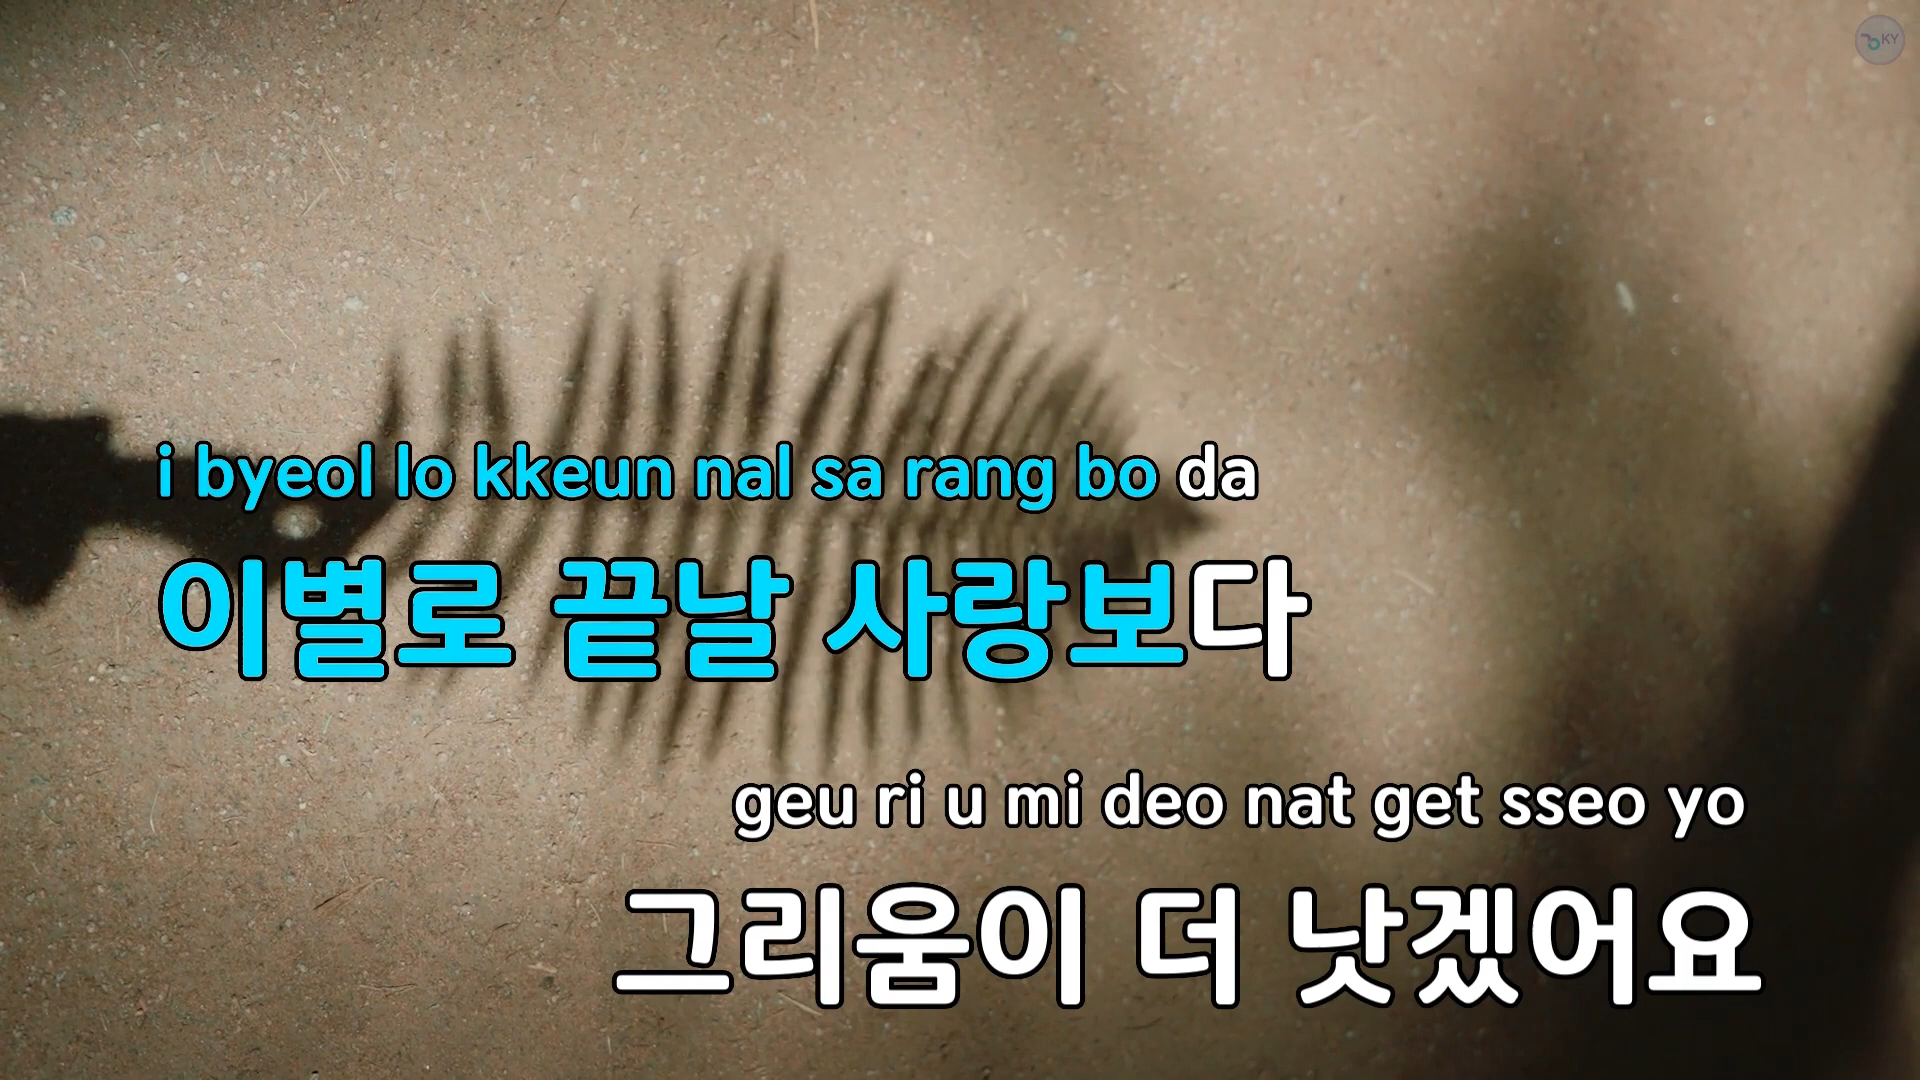 KY
i byeol lo kkeun nal sa rang bo da
이별로 끝날 사랑보다
geu ri u mi deo nat get sseo yo
그리움이 더 낫겠어요